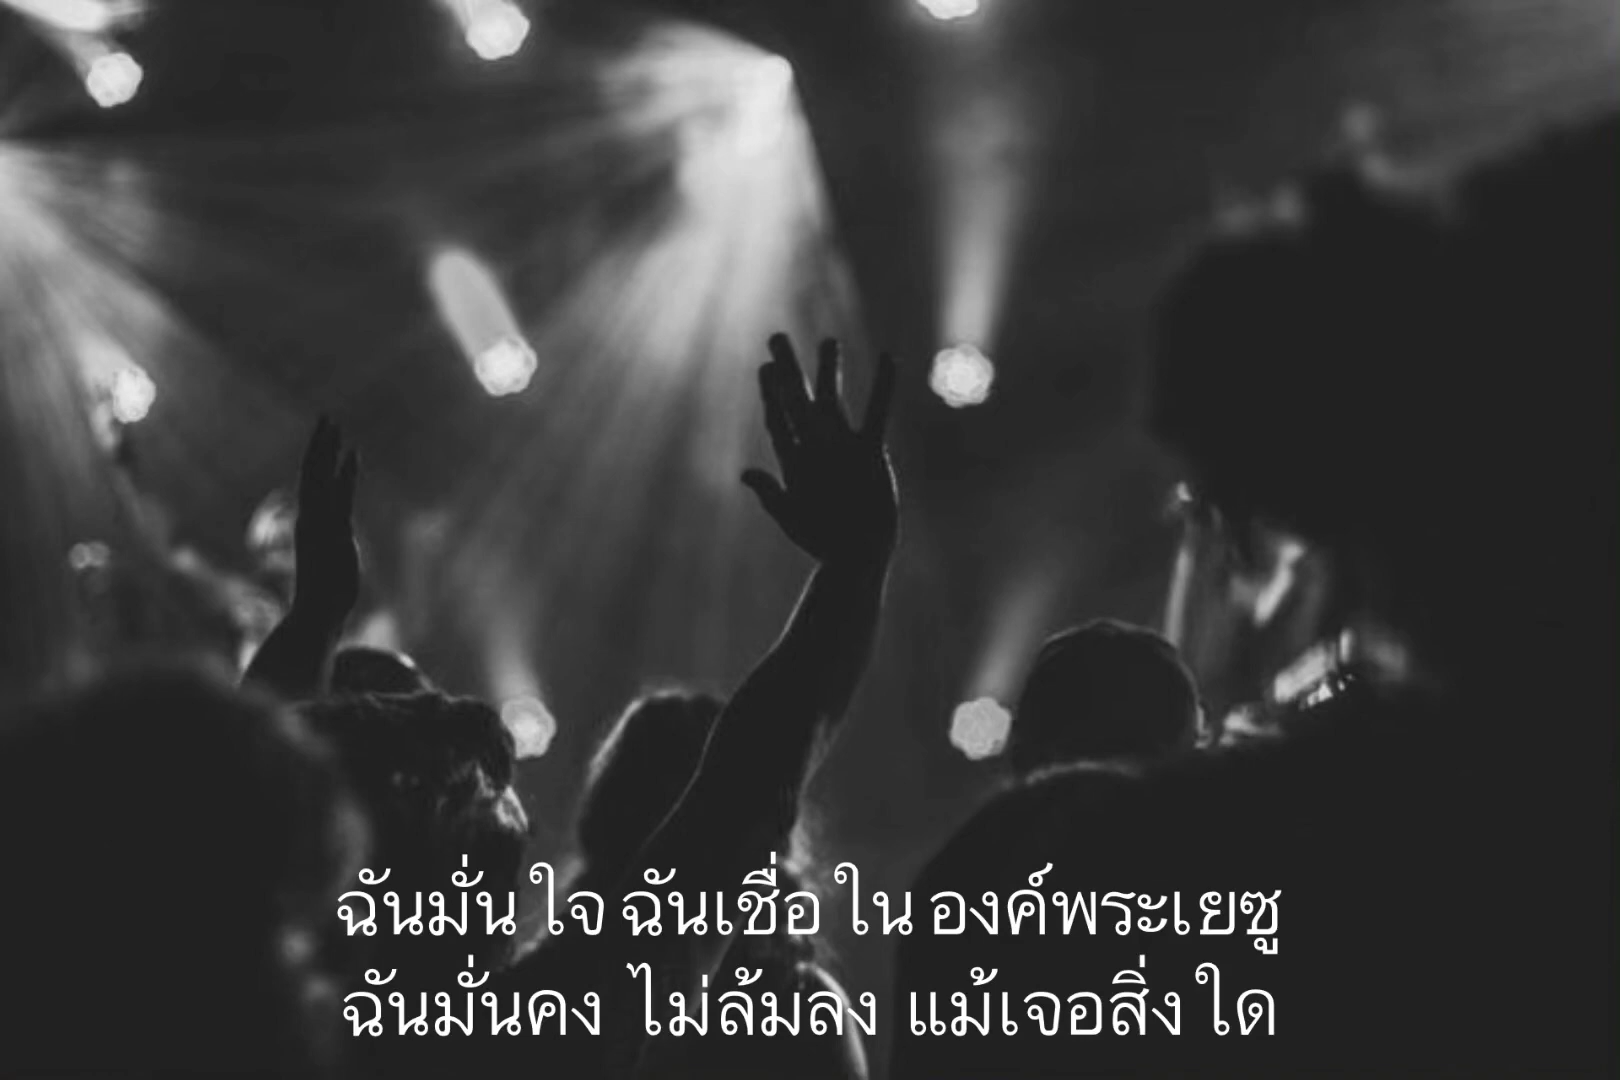 ฉันมั่นใจ ฉันเชื่อในองค์พระเยซู
ฉันมั่นคง ไม่ล้มลง แม้เจอสิ่งใด